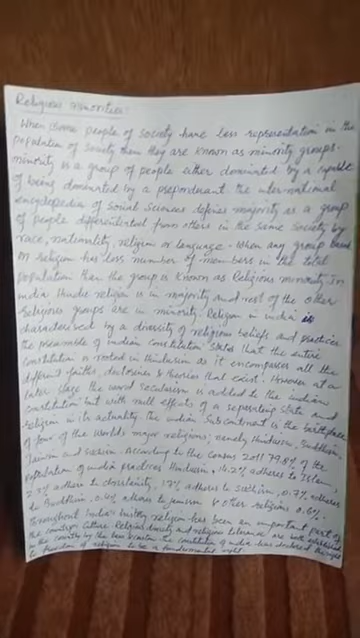 Religious minorities:
When some people of society have less representation in the
population of society then they are known as minority groups.
minority is a group of people either dominated by a republic
of being dominated by a preponderant. the international
encyclopedia of Social Sciences defines majority as a group
of people differentiated from others in the same society by
race, nationality, religion or language. When any group based
on religion has less number of members in the total
population than the group is known as Religious minority. In
india Hindu religion is in majority and rest of the other
religious groups are in minority. Religion in india is
characterised by a diversity of religious beliefs and practices
the preamble of indian constitution states that the entire
constitution is rooted in Hinduism as it encompasses all the
different faiths, doctrines & theories that exist. However at a
later stage the word secularism is added to the indian
constitution but with null effects of a seperating state and
religion in its actuality. the indian Subcontinent is the birthplace
of four of the worlds major religions; namely Hinduism, Buddhism,
Jainism and Sikhism. According to the Census 2011 79.8% of the
population of india practices Hinduism, 14.2% adheres to Islam,
2.3% adhere to christianity, 1.7% adheres to Sikhism, 0.7% adheres
to Buddhism, 0.4% adhere to jainism & other religions 0.6%.
throughout India's history religion has been an important part of
the country's culture. Religious diversity and religious tolerance are both established
in the country by the law the constitution of india has declared the right
to freedom of religion to be a fundamental right.